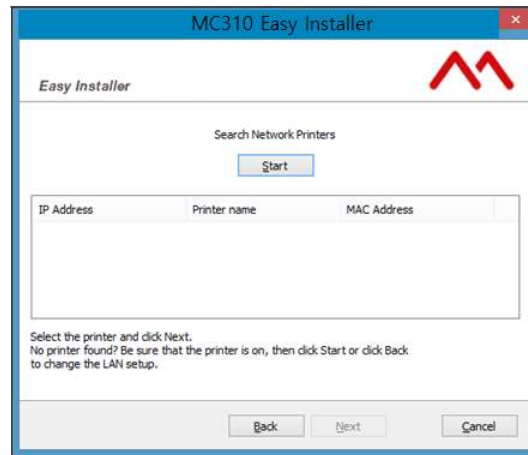 MC310 Easy Installer
Easy Installer
Search Network Printers
Start
IP Address Printer name MAC Address
Select the printer and click Next.
No printer found? Be sure that the printer is on, then click Start or click Back
to change the LAN setup.
Back Next Cancel